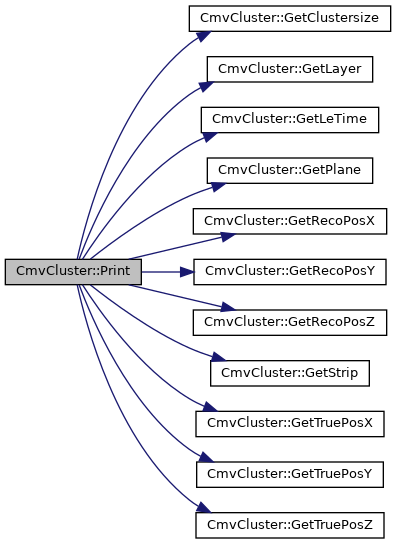 CmvCluster::GetClustersize
CmvCluster::GetLayer
CmvCluster::GetLeTime
CmvCluster::GetPlane
CmvCluster::GetRecoPosX
CmvCluster::Print
CmvCluster::GetRecoPosY
CmvCluster::GetRecoPosZ
CmvCluster::GetStrip
CmvCluster::GetTruePosX
CmvCluster::GetTruePosY
CmvCluster::GetTruePosZ